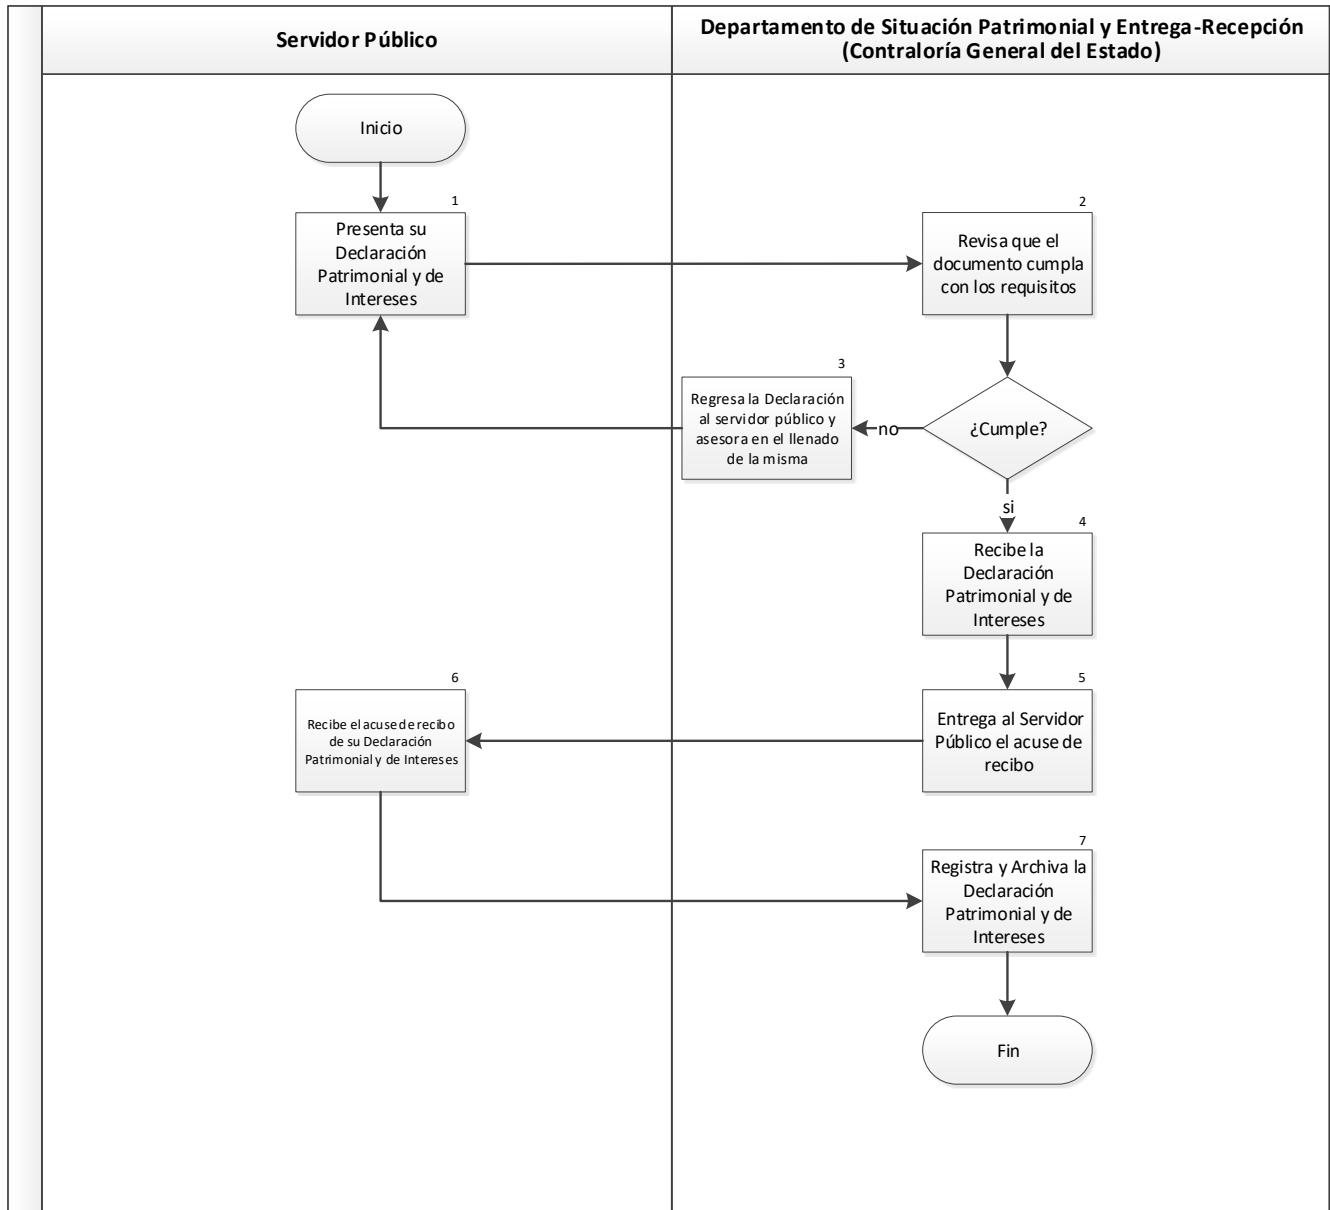 Servidor Público
Departamento de Situación Patrimonial y Entrega-Recepción
(Contraloría General del Estado)
Inicio
1
Presenta su
Declaración
Patrimonial y de
Intereses
2
Revisa que el
documento cumpla
con los requisitos
3
Regresa la Declaración
al servidor público y
asesora en el llenado
de la misma
no
¿Cumple?
si
4
Recibe la
Declaración
Patrimonial y de
Intereses
5
Entrega al Servidor
Público el acuse de
recibo
6
Recibe el acuse de recibo
de su Declaración
Patrimonial y de Intereses
7
Registra y Archiva la
Declaración
Patrimonial y de
Intereses
Fin